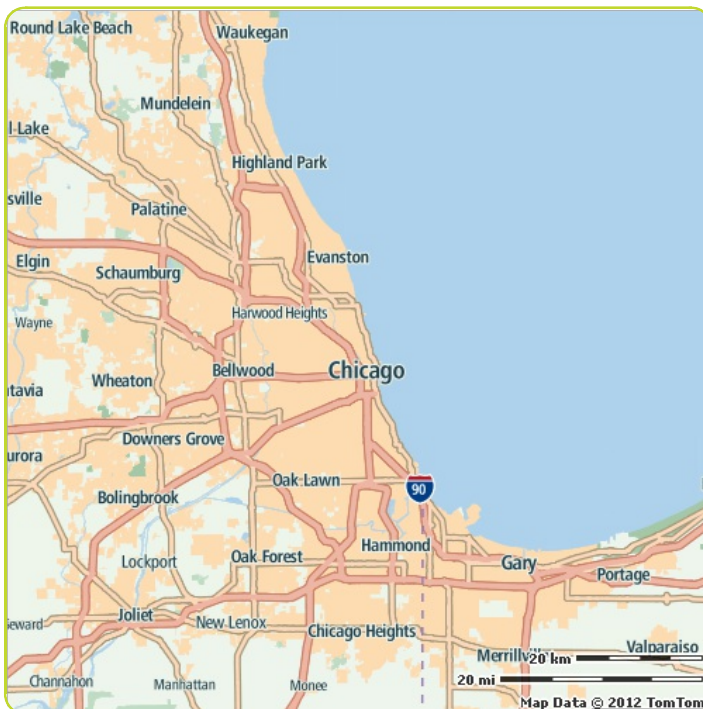 Round Lake Beach
Waukegan
Mundelein
l Lake
Highland Park
sville
Palatine
Elgin
Evanston
Schaumburg
Harwood Heights
Wayne
Bellwood
Chicago
Wheaton
tavia
Downers Grove
urora
Oak Lawn
90
Bolingbrook
Hammond
Oak Forest
Lockport
Gary
Portage
Joliet
New Lenox
Seward
Chicago Heights
Merrillville
Valparaiso
20 km
20 mi
Channahon
Manhattan
Monee
Map Data © 2012 TomTom